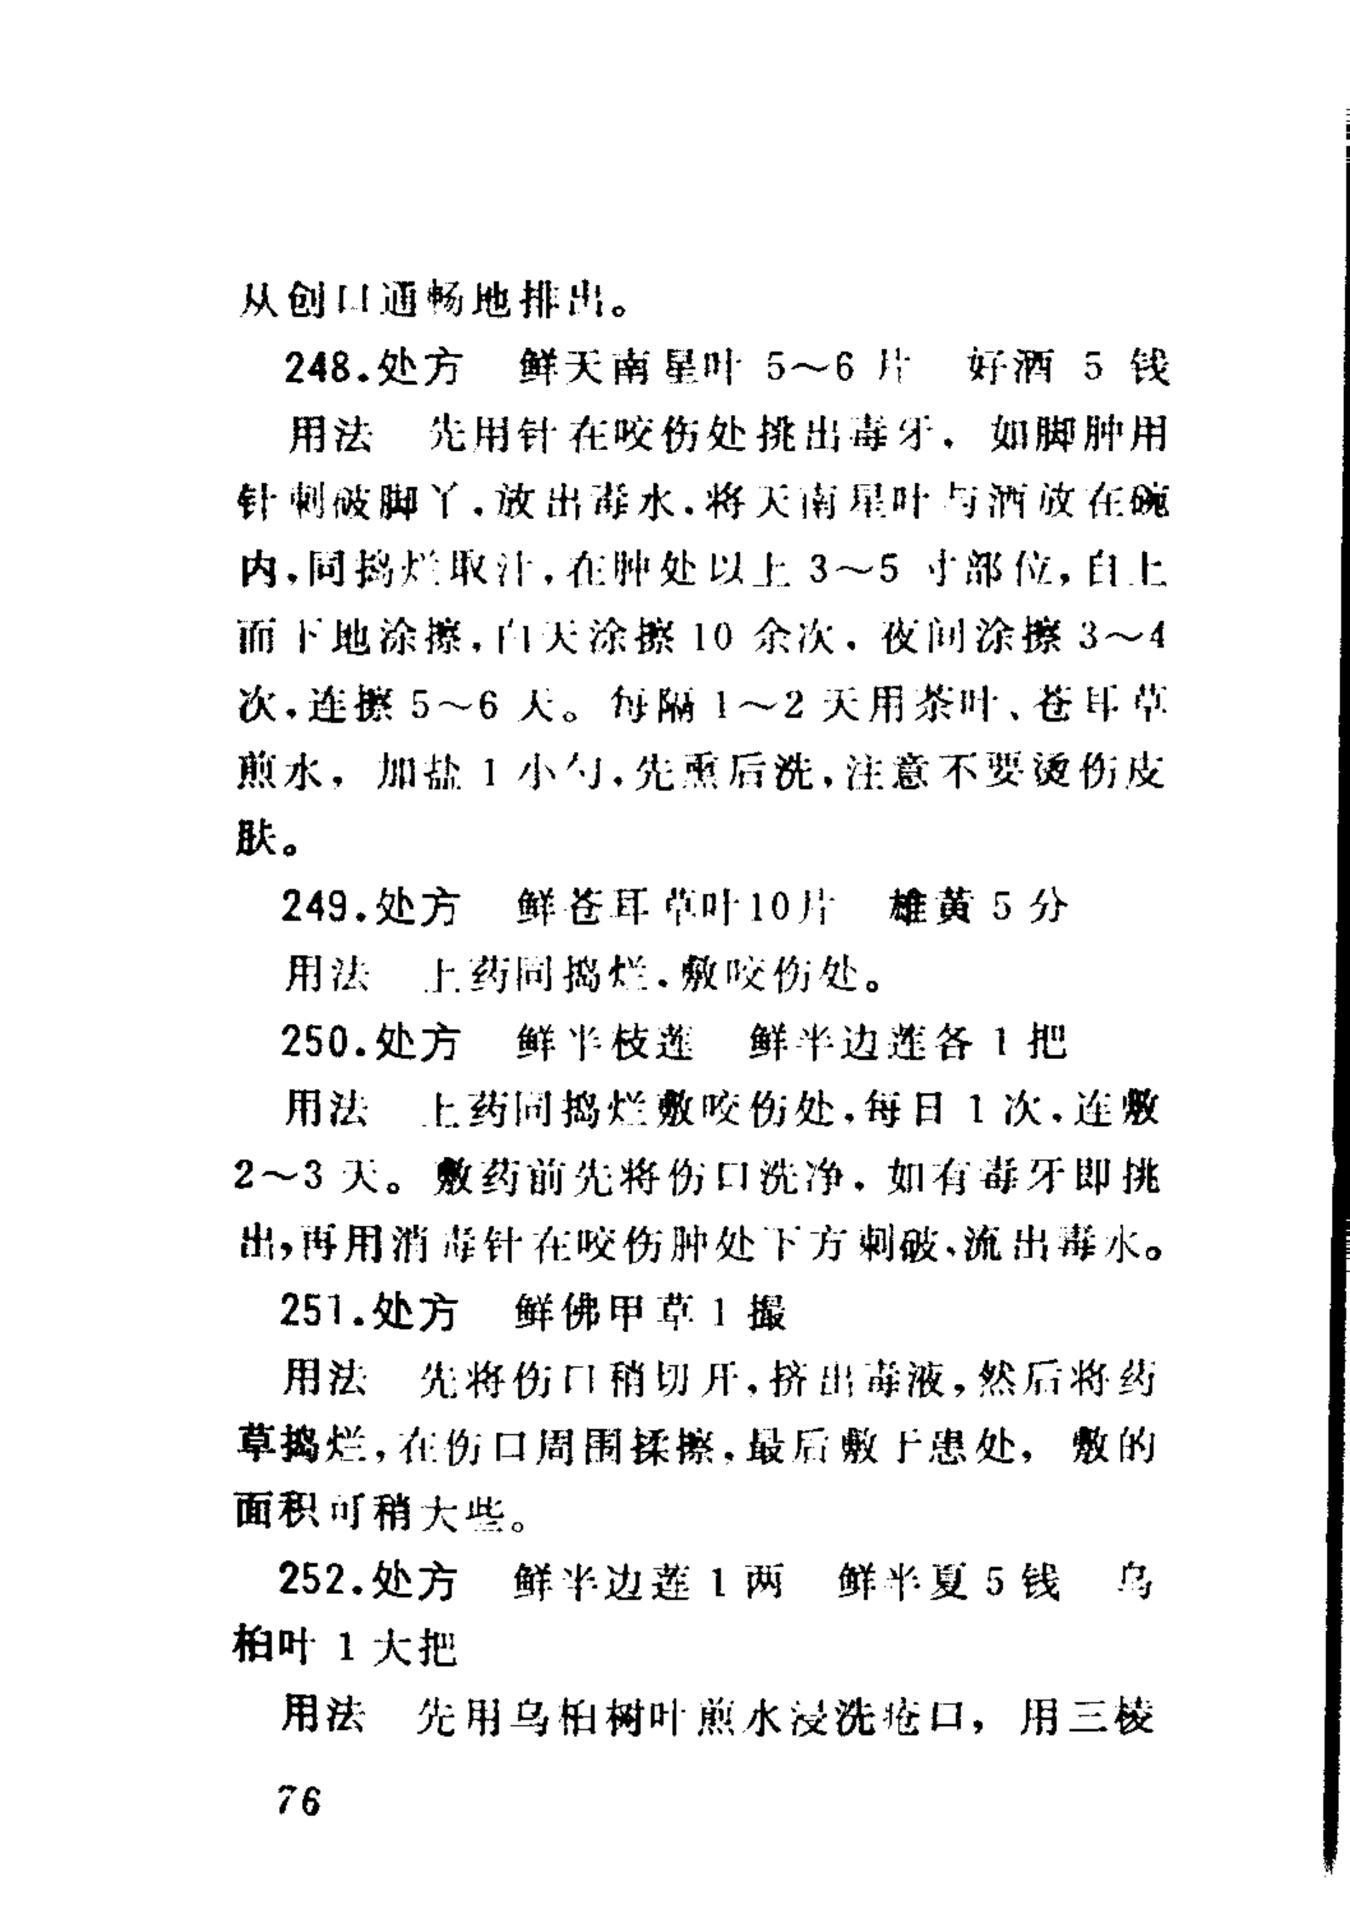 从创口通畅地排出。
248.处方　鲜天南星叶 5～6 片　好酒 5 钱
用法　先用针在咬伤处挑出毒牙，如脚肿用
针刺破脚丫，放出毒水，将天南星叶与酒放在碗
内，同捣烂取汁，在肿处以上 3～5 寸部位，自上
而下地涂擦，白天涂擦 10 余次，夜间涂擦 3～4
次，连擦 5～6 天。每隔 1～2 天用茶叶、苍耳草
煎水，加盐 1 小勺，先熏后洗，注意不要烫伤皮
肤。
249.处方　鲜苍耳草叶10片　雄黄 5 分
用法　上药同捣烂，敷咬伤处。
250.处方　鲜半枝莲　鲜半边莲各 1 把
用法　上药同捣烂敷咬伤处，每日 1 次，连敷
2～3 天。敷药前先将伤口洗净，如有毒牙即挑
出，再用消毒针在咬伤肿处下方刺破、流出毒水。
251.处方　鲜佛甲草 1 撮
用法　先将伤口稍切开，挤出毒液，然后将药
草捣烂，在伤口周围揉擦，最后敷于患处，敷的
面积可稍大些。
252.处方　鲜半边莲 1 两　鲜半夏 5 钱　乌
桕叶 1 大把
用法　先用乌桕树叶煎水浸洗疮口，用三棱
76